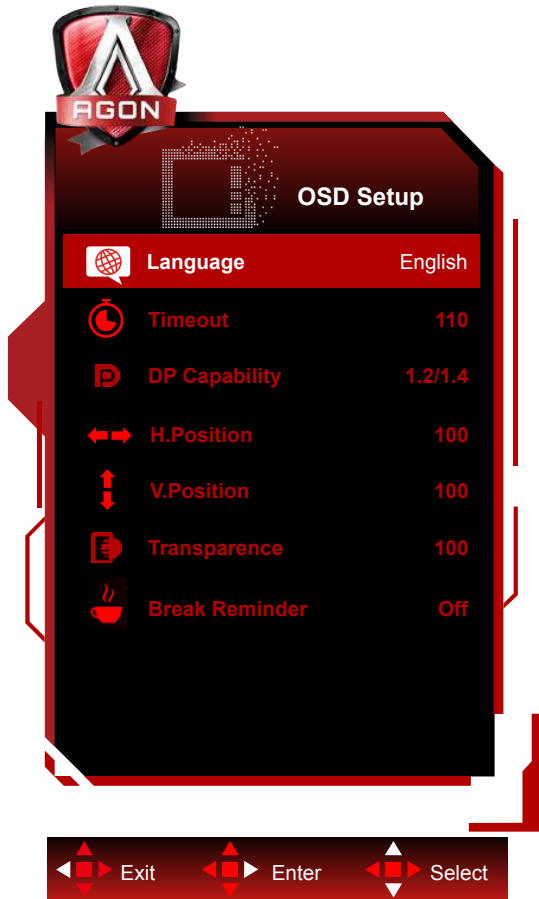 AGON
OSD Setup
Language English
Timeout 110
DP Capability 1.2/1.4
H.Position 100
V.Position 100
Transparence 100
Break Reminder Off
Exit Enter Select